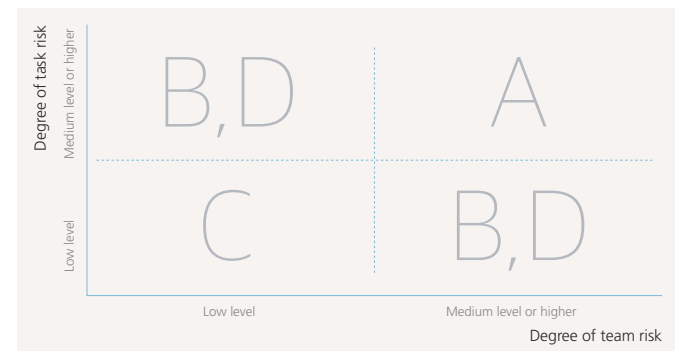 Degree of task risk
Medium level or higher
B,D
A
Low level
C
B,D
Low level
Medium level or higher
Degree of team risk